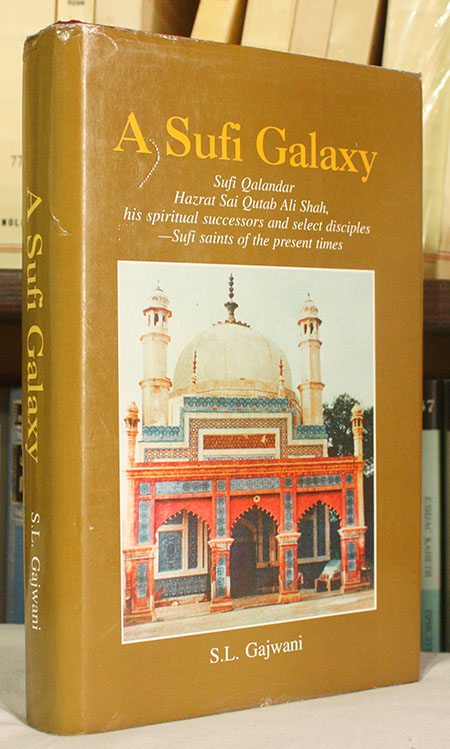 A Sufi Galaxy
Sufi Qalandar
Hazrat Sai Qutab Ali Shah,
his spiritual successors and select disciples
—Sufi saints of the present times
S.L. Gajwani
A Sufi Galaxy
S.L. Gajwani